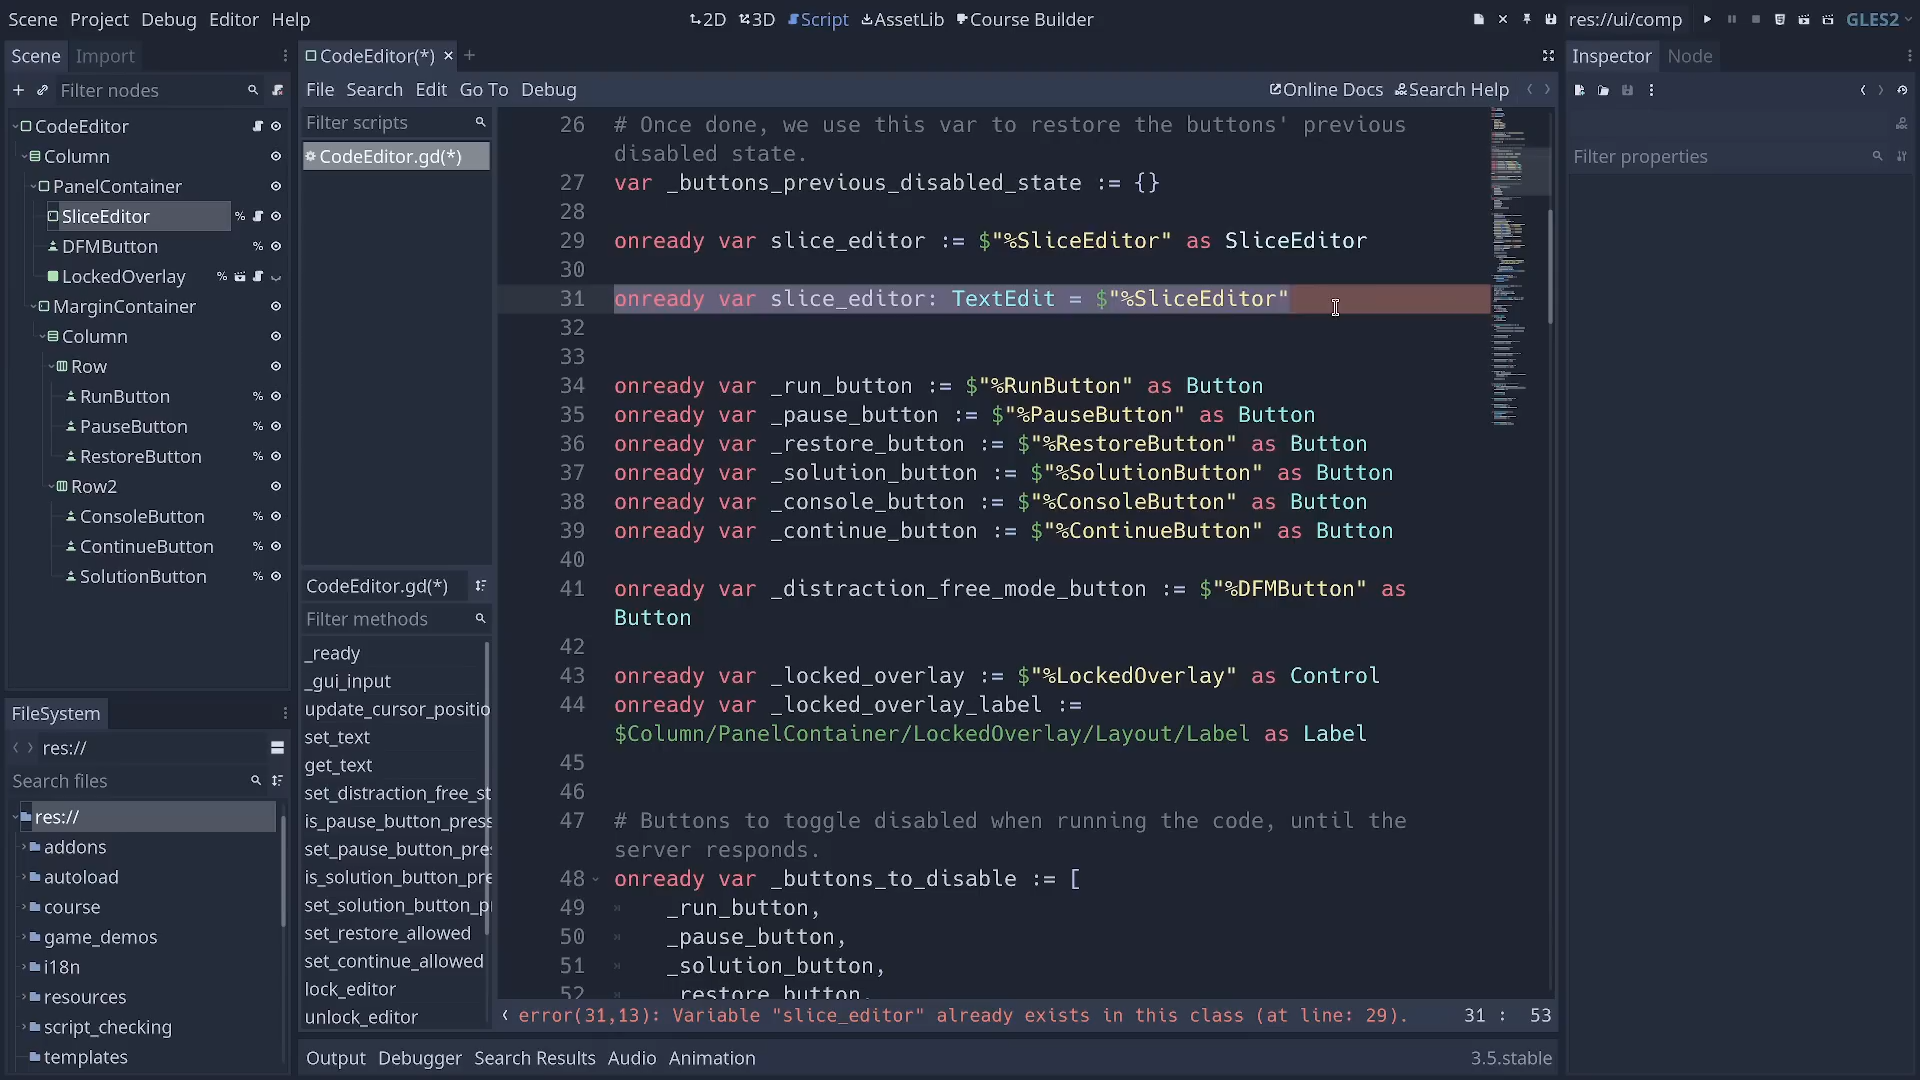 Scene Project Debug Editor Help
2D 3D Script AssetLib Course Builder
res://ui/comp GLES2
Scene Import
Filter nodes
CodeEditor
Column
PanelContainer
SliceEditor %
DFMButton %
LockedOverlay %
MarginContainer
Column
Row
RunButton %
PauseButton %
RestoreButton %
Row2
ConsoleButton %
ContinueButton %
SolutionButton %
FileSystem
res://
Search files
res://
addons
autoload
course
game_demos
i18n
resources
script_checking
templates
CodeEditor(*)
File Search Edit Go To Debug
Online Docs Search Help
Filter scripts
CodeEditor.gd(*)
CodeEditor.gd(*)
Filter methods
_ready
_gui_input
update_cursor_positio
set_text
get_text
set_distraction_free_st
is_pause_button_press
set_pause_button_pre
is_solution_button_pre
set_solution_button_p
set_restore_allowed
set_continue_allowed
lock_editor
unlock_editor
26 # Once done, we use this var to restore the buttons' previous
disabled state.
27 var _buttons_previous_disabled_state := {}
28
29 onready var slice_editor := $"%SliceEditor" as SliceEditor
30
31 onready var slice_editor: TextEdit = $"%SliceEditor"
32
33
34 onready var _run_button := $"%RunButton" as Button
35 onready var _pause_button := $"%PauseButton" as Button
36 onready var _restore_button := $"%RestoreButton" as Button
37 onready var _solution_button := $"%SolutionButton" as Button
38 onready var _console_button := $"%ConsoleButton" as Button
39 onready var _continue_button := $"%ContinueButton" as Button
40
41 onready var _distraction_free_mode_button := $"%DFMButton" as
Button
42
43 onready var _locked_overlay := $"%LockedOverlay" as Control
44 onready var _locked_overlay_label :=
$Column/PanelContainer/LockedOverlay/Layout/Label as Label
45
46
47 # Buttons to toggle disabled when running the code, until the
server responds.
48 onready var _buttons_to_disable := [
49 _run_button,
50 _pause_button,
51 _solution_button,
52 _restore_button,
error(31,13): Variable "slice_editor" already exists in this class (at line: 29). 31 : 53
Output Debugger Search Results Audio Animation 3.5.stable
Inspector Node
Filter properties